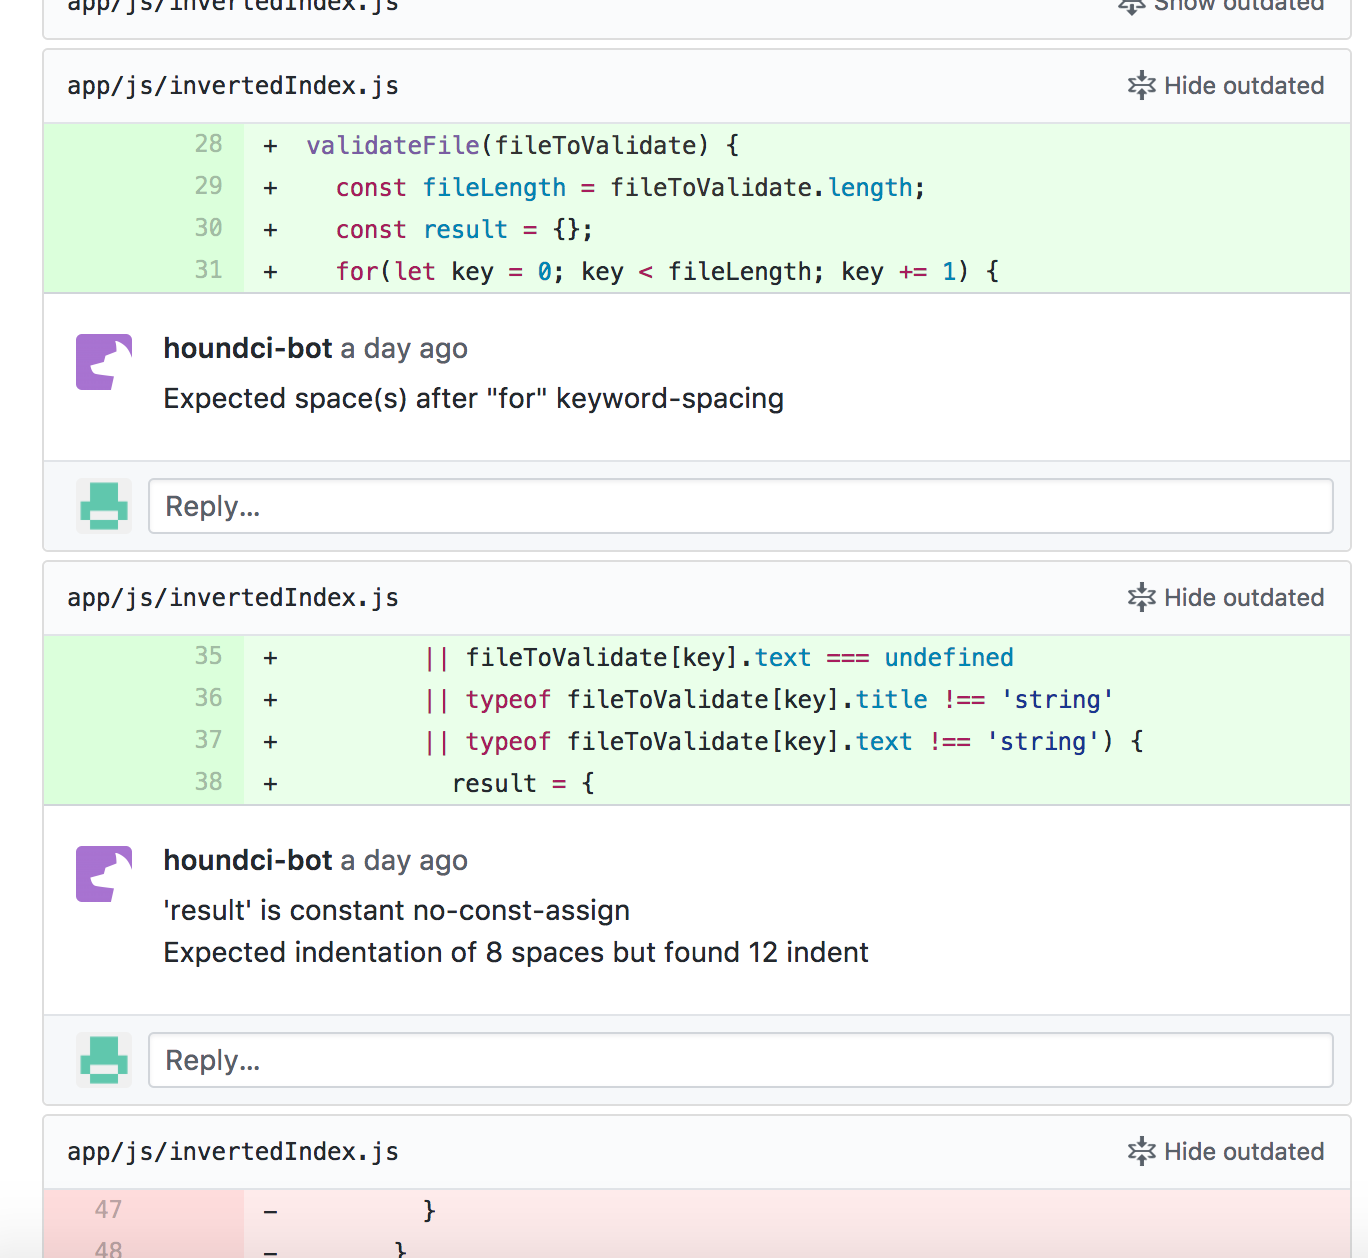 app/js/invertedIndex.js Show outdated
app/js/invertedIndex.js Hide outdated
28 + validateFile(fileToValidate) {
29 + const fileLength = fileToValidate.length;
30 + const result = {};
31 + for(let key = 0; key < fileLength; key += 1) {
houndci-bot a day ago
Expected space(s) after "for" keyword-spacing
Reply...
app/js/invertedIndex.js Hide outdated
35 + || fileToValidate[key].text === undefined
36 + || typeof fileToValidate[key].title !== 'string'
37 + || typeof fileToValidate[key].text !== 'string') {
38 + result = {
houndci-bot a day ago
'result' is constant no-const-assign
Expected indentation of 8 spaces but found 12 indent
Reply...
app/js/invertedIndex.js Hide outdated
47 − }
48 − }